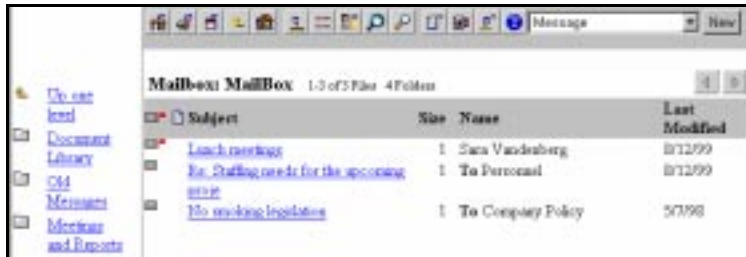 Message New
Mailbox: MailBox 1-3 of 3 Files 4 Folders
Up one
level
Document
Library
Old
Messages
Meetings
and Reports
Subject Size Name Last
Modified
Lunch meetings 1 Sara Vandenberg 8/12/99
Re: Staffing needs for the upcoming 1 To Personnel 8/12/99
proje
No smoking legislation 1 To Company Policy 5/7/98